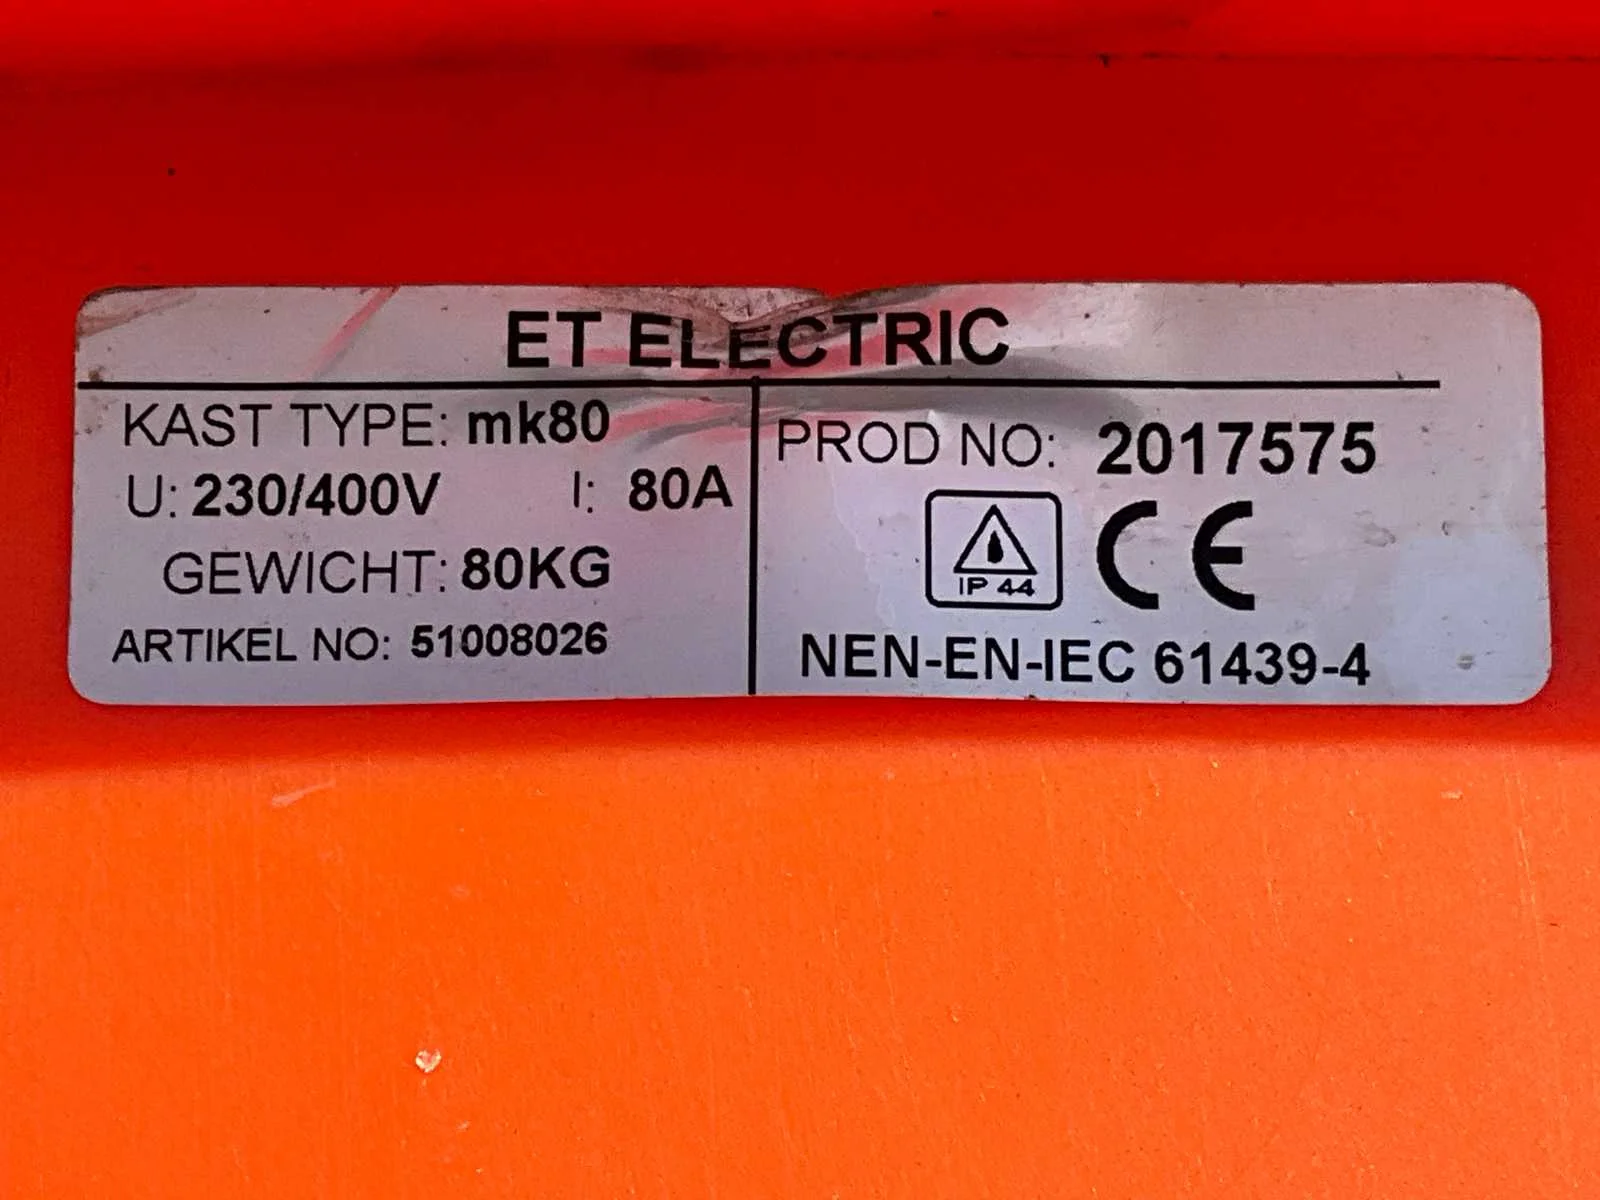 ET ELECTRIC
KAST TYPE: mk80
U: 230/400V I: 80A
GEWICHT: 80KG
ARTIKEL NO: 51008026
PROD NO: 2017575
IP 44
CE
NEN-EN-IEC 61439-4